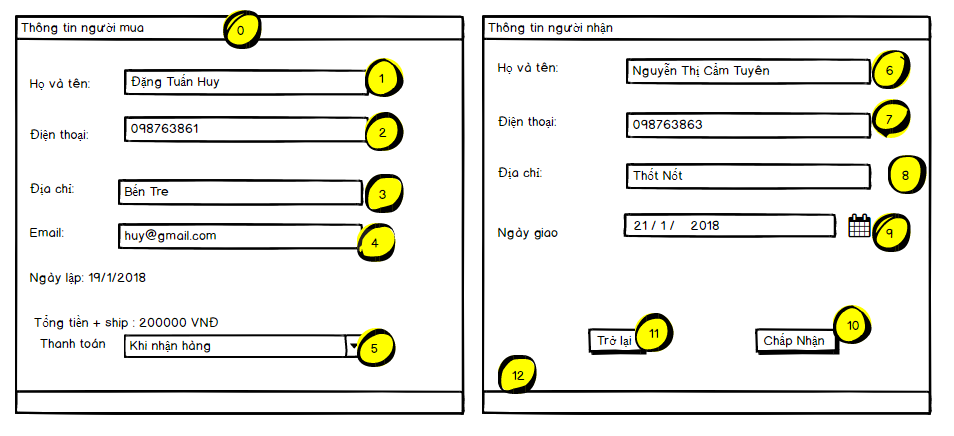 Thông tin người mua
0
Họ và tên:
Đặng Tuấn Huy
1
Điện thoại:
098763861
2
Địa chỉ:
Bến Tre
3
Email:
huy@gmail.com
4
Ngày lập: 19/1/2018
Tổng tiền + ship : 200000 VNĐ
Thanh toán
Khi nhận hàng
5
Thông tin người nhận
Họ và tên:
Nguyễn Thị Cẩm Tuyên
6
Điện thoại:
098763863
7
Địa chỉ:
Thốt Nốt
8
Ngày giao
21 / 1 / 2018
9
Trở lại
11
Chấp Nhận
10
12